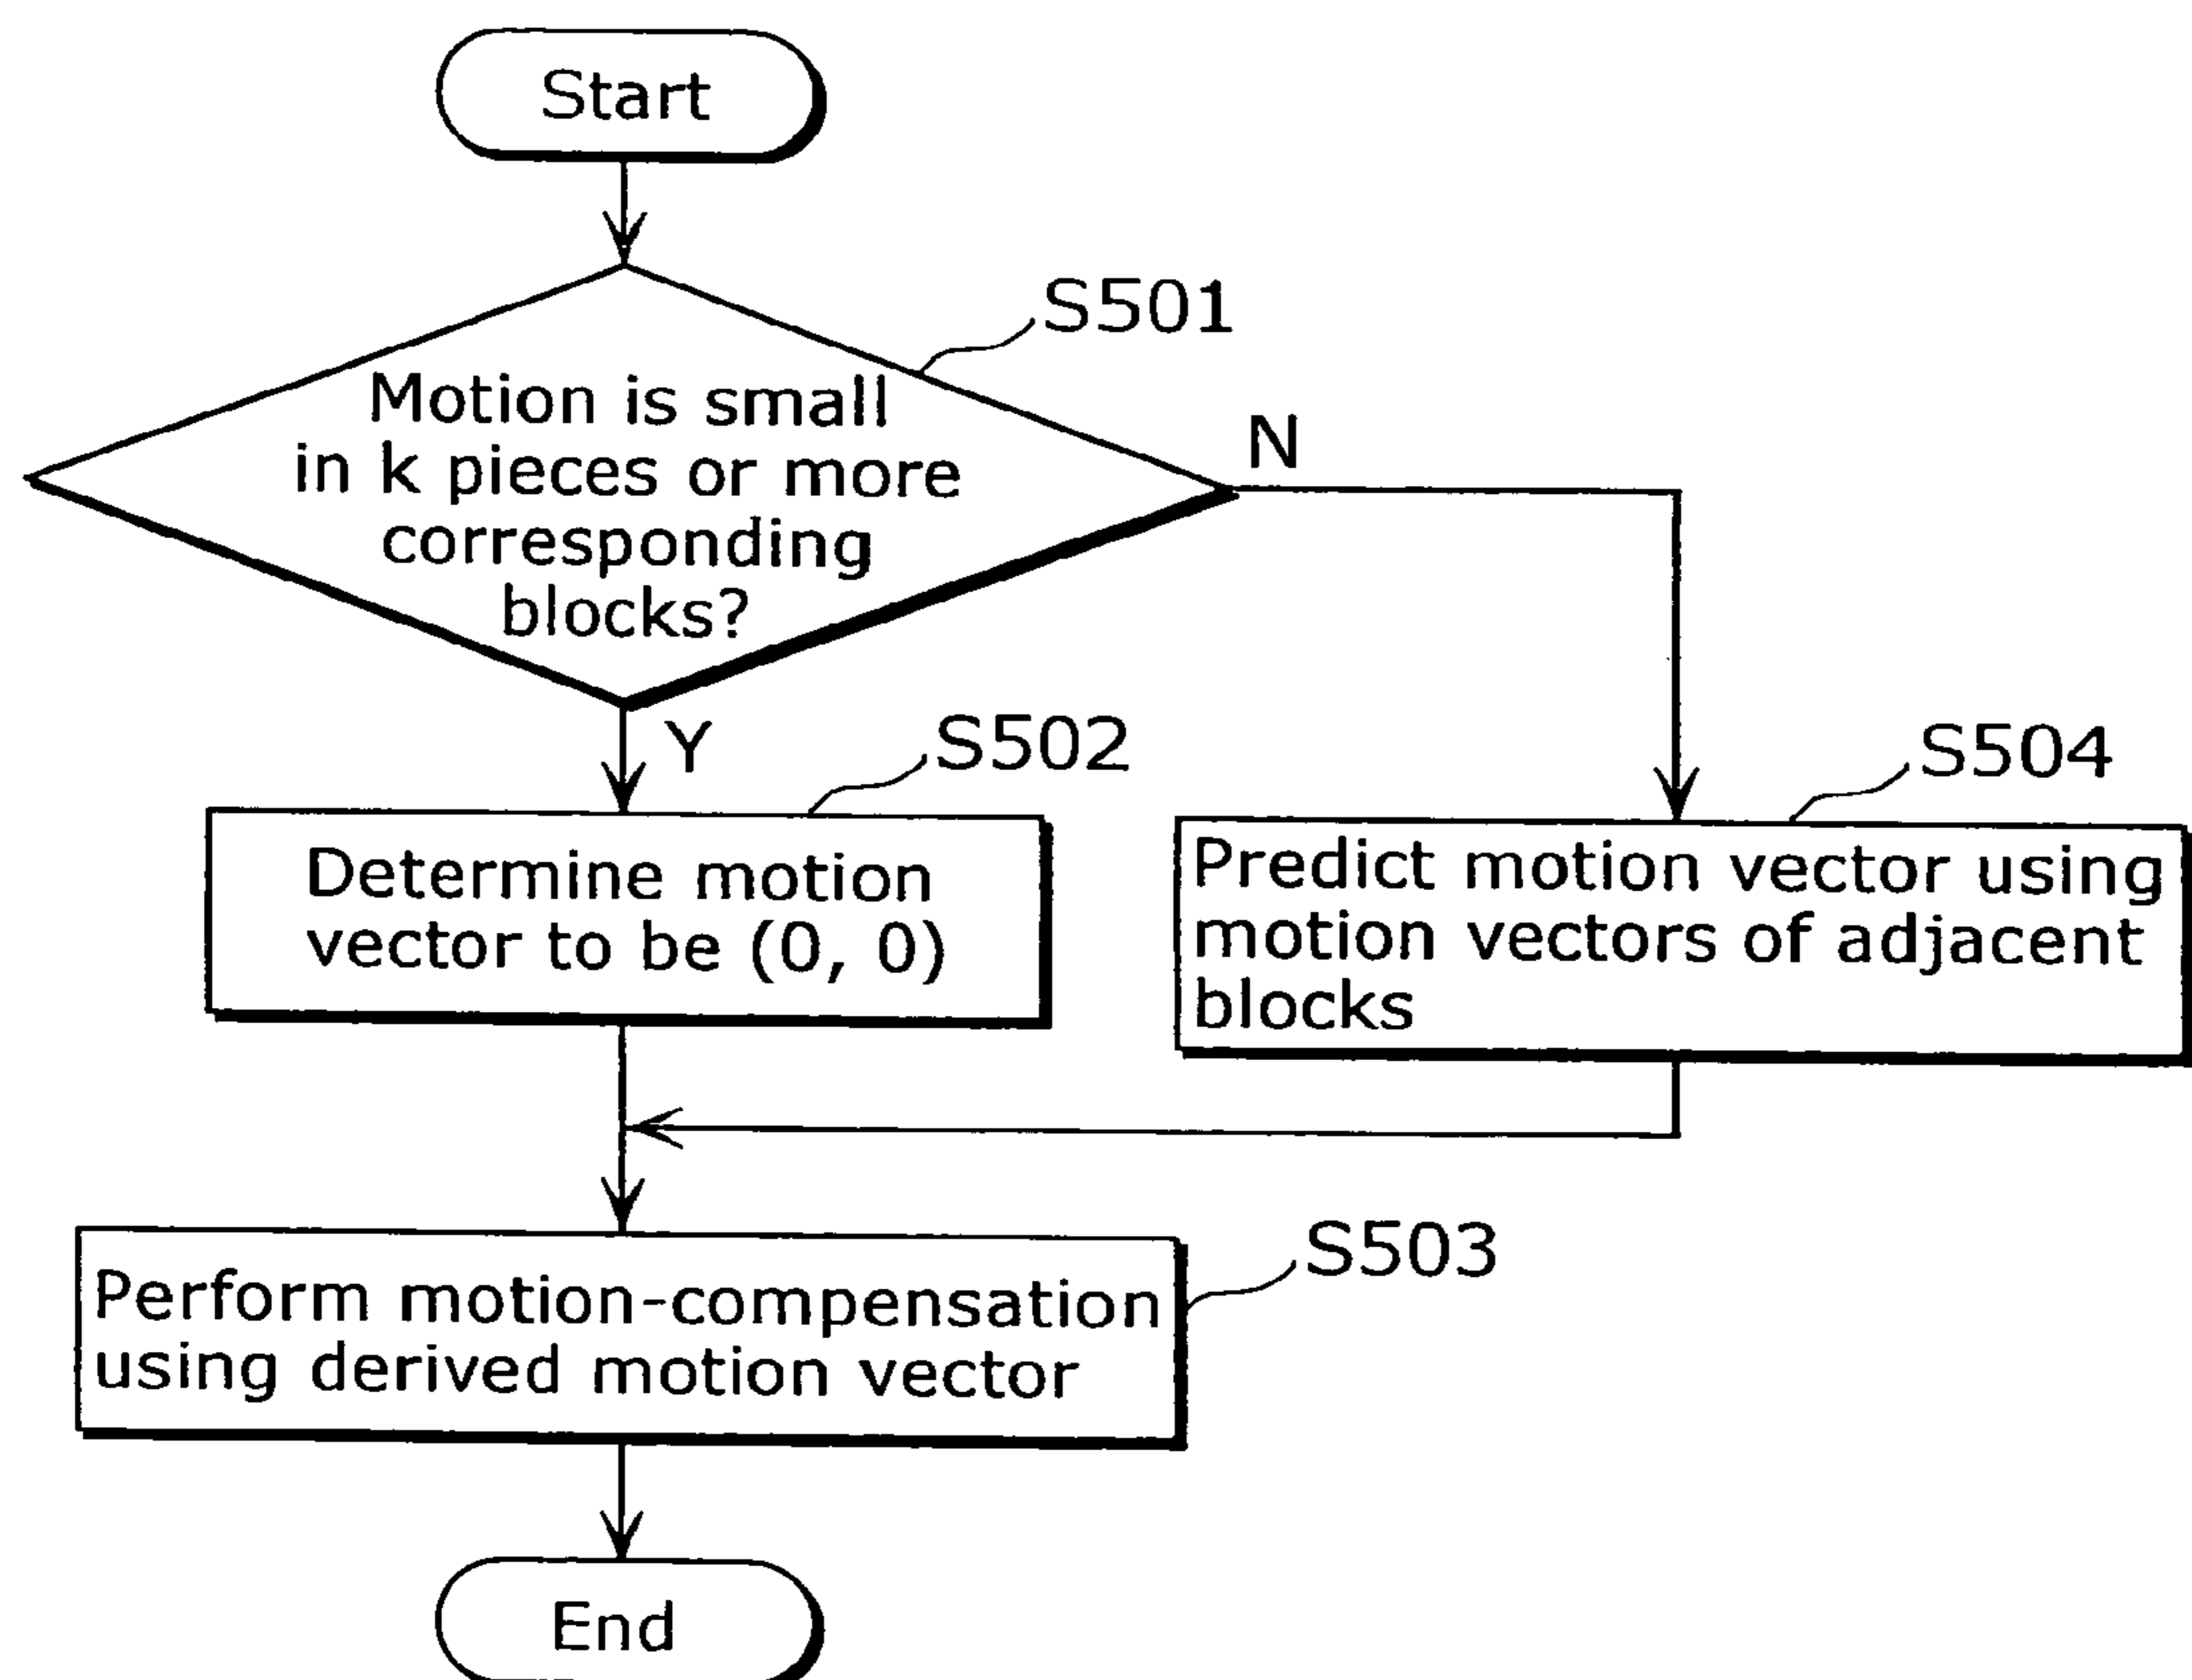 Start
S501
Motion is small
in k pieces or more
corresponding
blocks?
N
Y
S502
Determine motion
vector to be (0, 0)
S504
Predict motion vector using
motion vectors of adjacent
blocks
S503
Perform motion-compensation
using derived motion vector
End